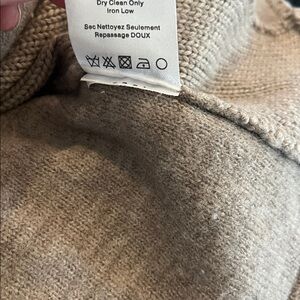 Dry Clean Only
Iron Low
Sec Nettoyez Seulement
Repassage DOUX